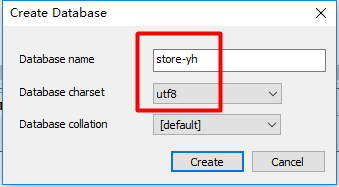 Create Database
Database name store-yh
Database charset utf8
Database collation [default]
Create Cancel